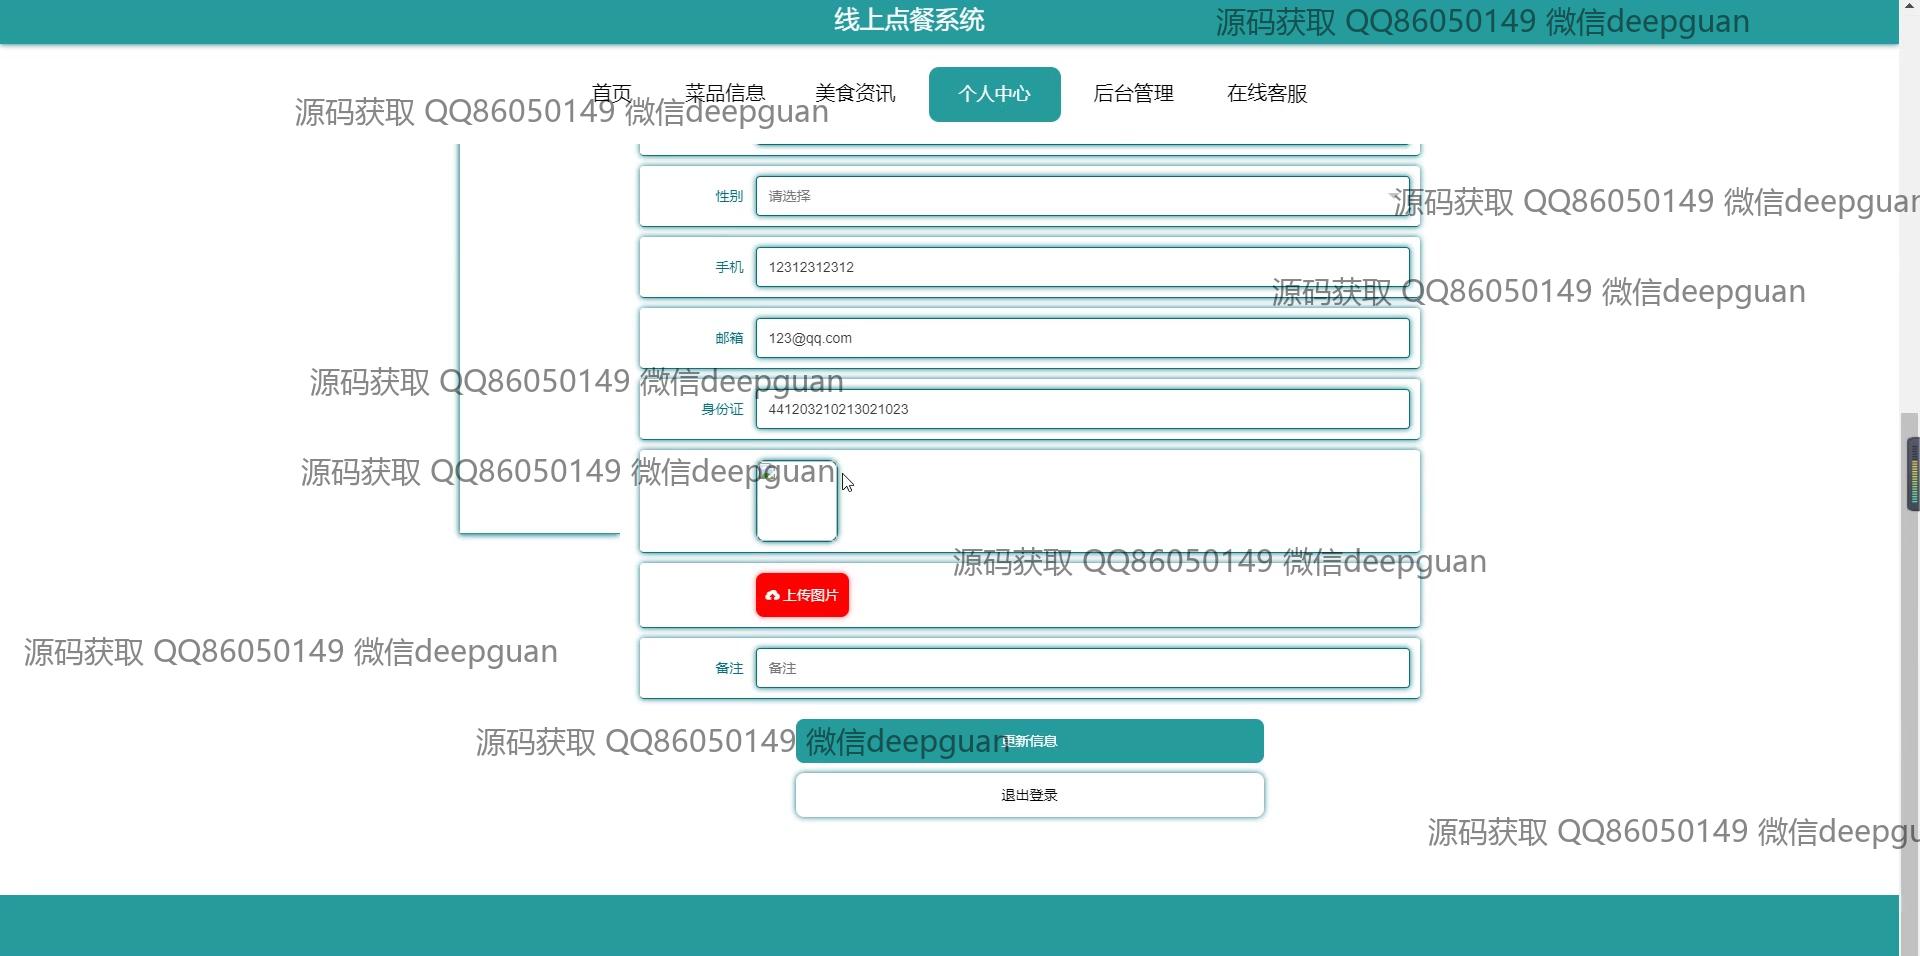 线上点餐系统
源码获取 QQ86050149 微信deepguan
首页 菜品信息 美食资讯 个人中心 后台管理 在线客服
源码获取 QQ86050149 微信deepguan
性别 请选择
源码获取 QQ86050149 微信deepguan
手机 12312312312
源码获取 QQ86050149 微信deepguan
邮箱 123@qq.com
源码获取 QQ86050149 微信deepguan
身份证 441203210213021023
源码获取 QQ86050149 微信deepguan
源码获取 QQ86050149 微信deepguan
上传图片
源码获取 QQ86050149 微信deepguan
备注 备注
源码获取 QQ86050149 微信deepguan
更新信息
退出登录
源码获取 QQ86050149 微信deepgu